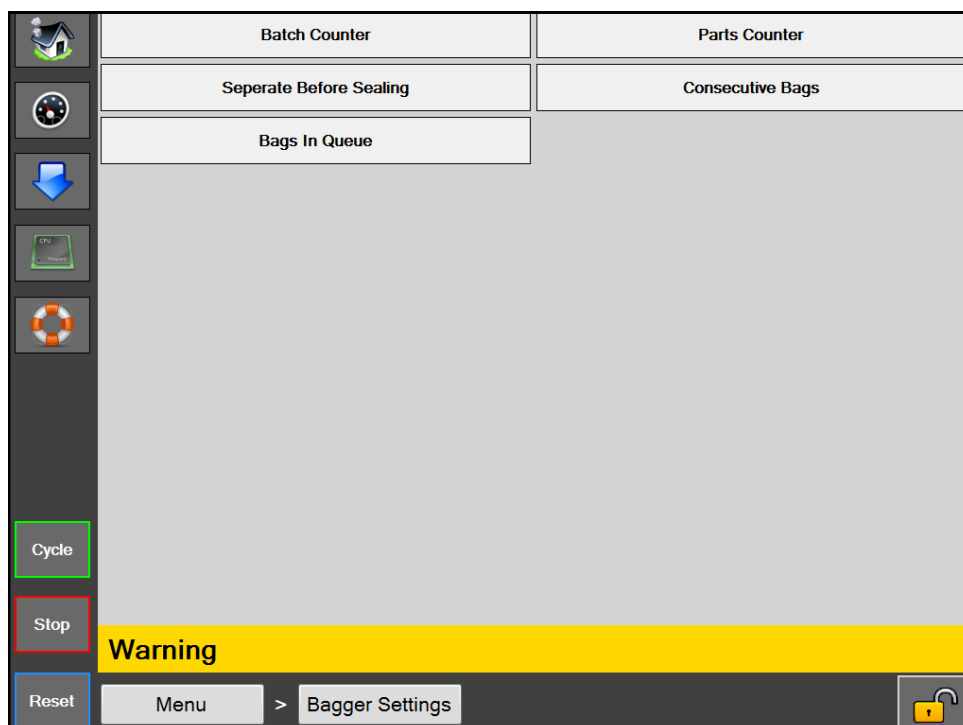 Batch Counter
Parts Counter
Seperate Before Sealing
Consecutive Bags
Bags In Queue
CPU
Cycle
Stop
Warning
Reset
Menu > Bagger Settings